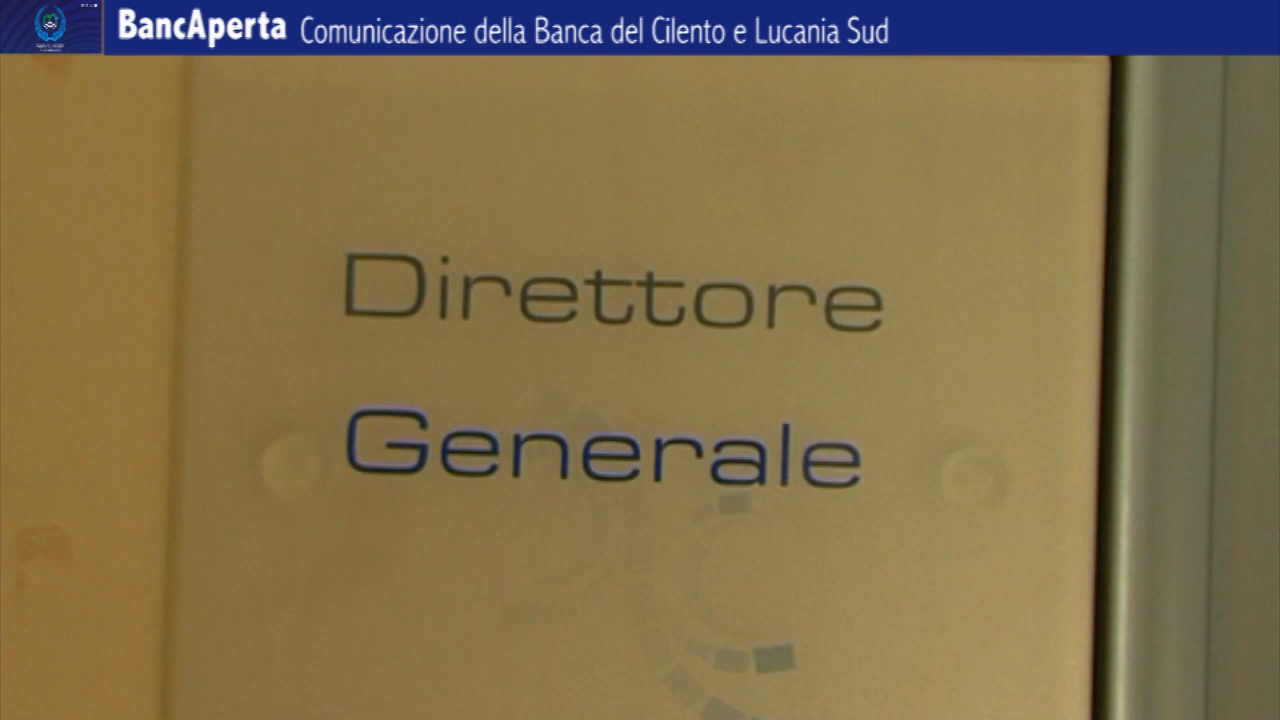 BancAperta Comunicazione della Banca del Cilento e Lucania Sud
Direttore
Generale